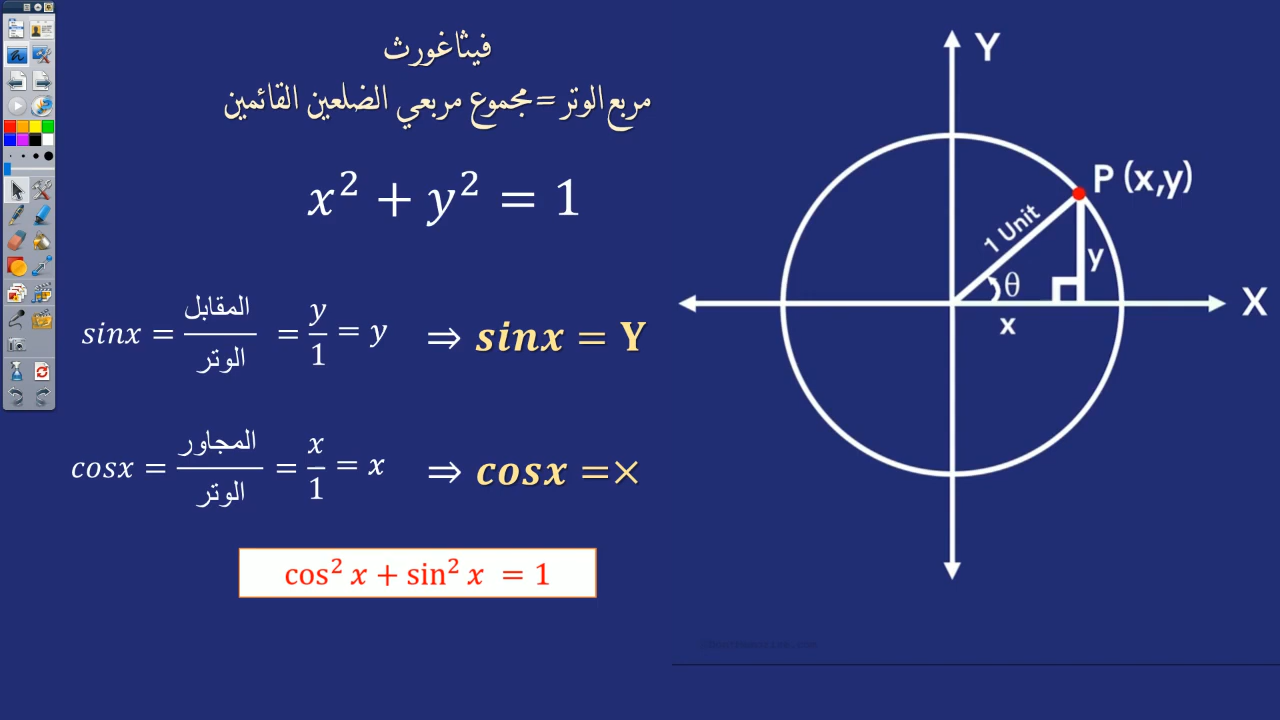 فيثاغورث
مربع الوتر = مجموع مربعي الضلعين القائمين
x² + y² = 1
sinx = المقابل / الوتر = y/1 = y ⇒ sinx = Y
cosx = المجاور / الوتر = x/1 = x ⇒ cosx =×
cos² x + sin² x = 1
Y
P (x,y)
1 Unit
y
θ
X
x